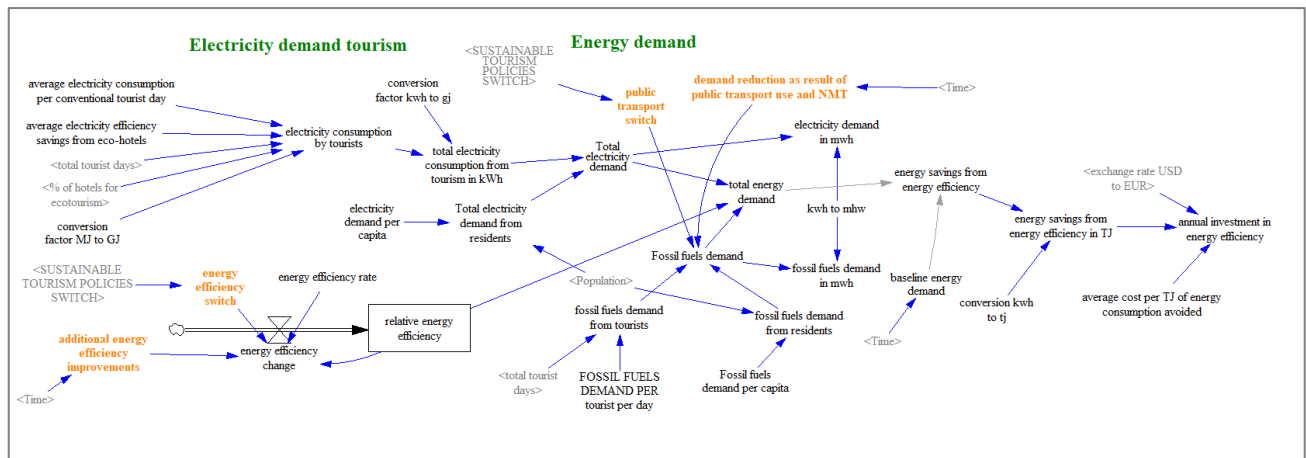 Electricity demand tourism
Energy demand
<SUSTAINABLE
TOURISM
POLICIES
SWITCH>
average electricity consumption
per conventional tourist day
average electricity efficiency
savings from eco-hotels
<total tourist days>
<% of hotels for
ecotourism>
conversion
factor MJ to GJ
electricity consumption
by tourists
conversion
factor kwh to gj
total electricity
consumption from
tourism in kWh
electricity
demand per
capita
Total electricity
demand from
residents
Total
electricity
demand
public
transport
switch
demand reduction as result of
public transport use and NMT
<Time>
electricity demand
in mwh
total energy
demand
kwh to mhw
Fossil fuels demand
fossil fuels demand
in mwh
<Population>
fossil fuels demand
from tourists
fossil fuels demand
from residents
<total tourist
days>
FOSSIL FUELS
DEMAND PER
tourist per day
Fossil fuels
demand per capita
energy savings from
energy efficiency
baseline energy
demand
<Time>
energy savings from
energy efficiency in TJ
conversion kwh
to tj
<exchange rate USD
to EUR>
annual investment in
energy efficiency
average cost per TJ of energy
consumption avoided
<SUSTAINABLE
TOURISM POLICIES
SWITCH>
energy
efficiency
switch
energy efficiency rate
relative energy
efficiency
additional energy
efficiency
improvements
energy efficiency
change
<Time>